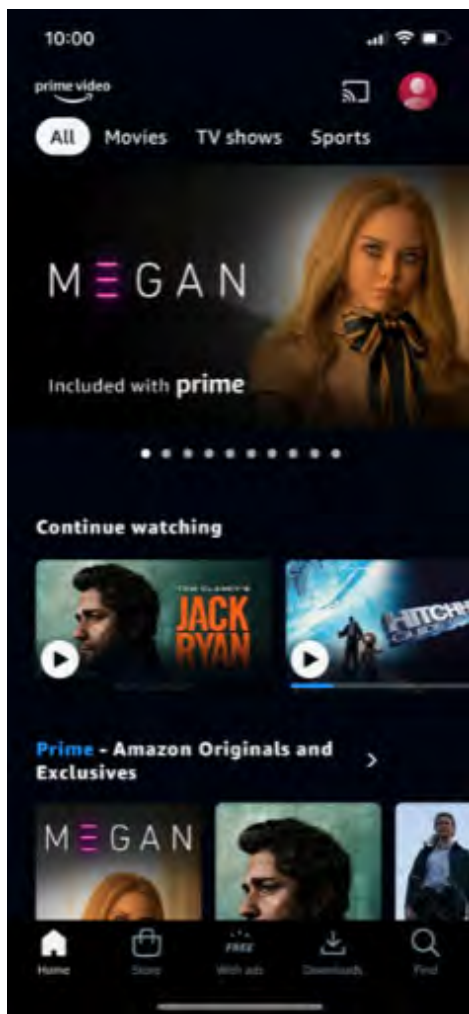 10:00
prime video
All Movies TV shows Sports
MEGAN
Included with prime
Continue watching
TOM CLANCY'S
JACK
RYAN
HITCHH
Prime - Amazon Originals and
Exclusives
MEGAN
FREE
Home Store With ads Downloads Find